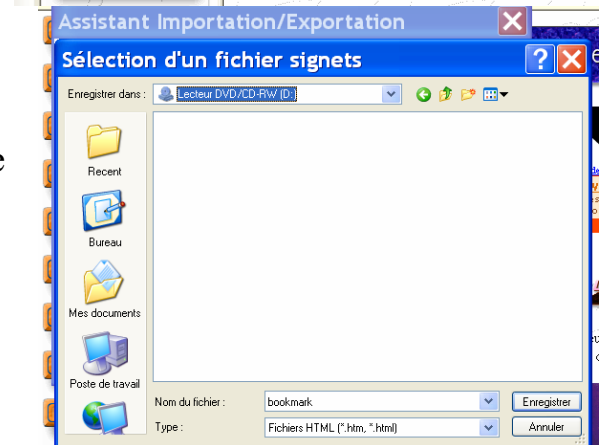 Assistant Importation/Exportation
Sélection d'un fichier signets
Enregistrer dans :
Lecteur DVD/CD-RW (D:)
Recent
Bureau
Mes documents
Poste de travail
Nom du fichier :
bookmark
Enregistrer
Type :
Fichiers HTML (*.htm, *.html)
Annuler